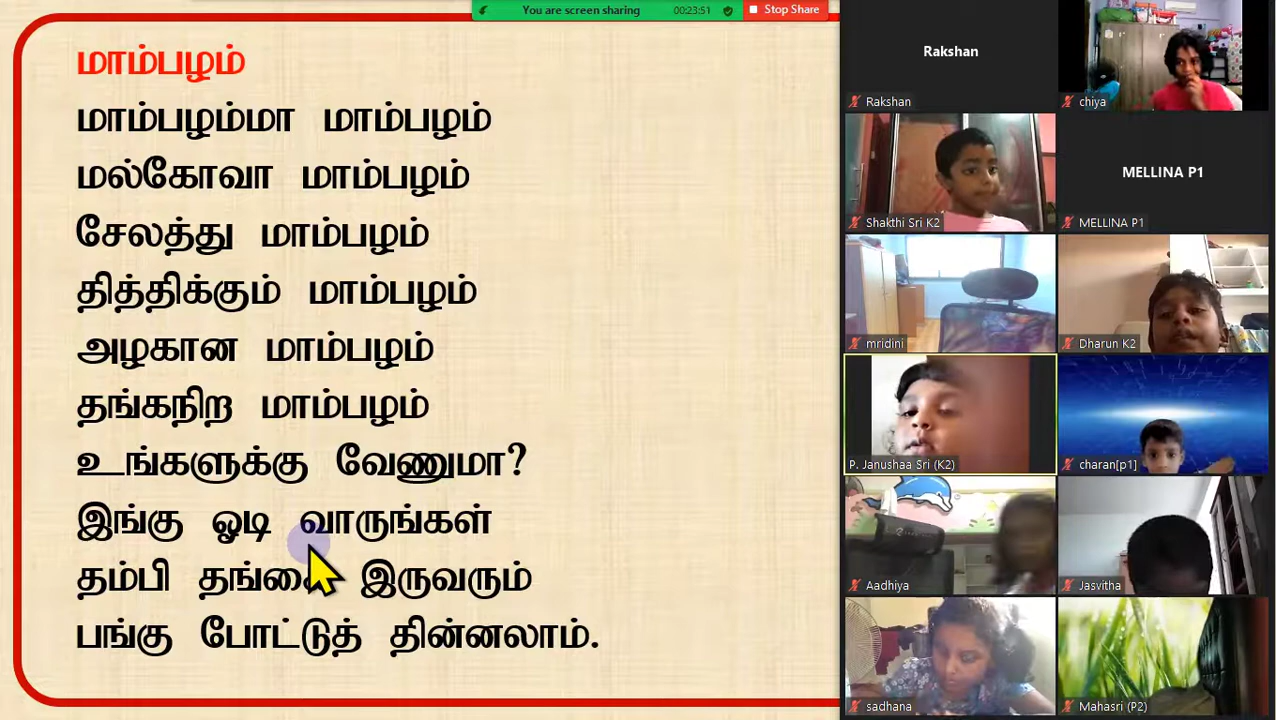 You are screen sharing 00:23:51 Stop Share
மாம்பழம்
மாம்பழம்மா மாம்பழம்
மல்கோவா மாம்பழம்
சேலத்து மாம்பழம்
தித்திக்கும் மாம்பழம்
அழகான மாம்பழம்
தங்கநிற மாம்பழம்
உங்களுக்கு வேணுமா?
இங்கு ஓடி வாருங்கள்
தம்பி தங்கை இருவரும்
பங்கு போட்டுத் தின்னலாம்.
Rakshan
Rakshan
chiya
Shakthi Sri K2
MELLINA P1
MELLINA P1
mridini
Dharun K2
P. Janushaa Sri (K2)
charan[p1]
Aadhiya
Jasvitha
sadhana
Mahasri (P2)